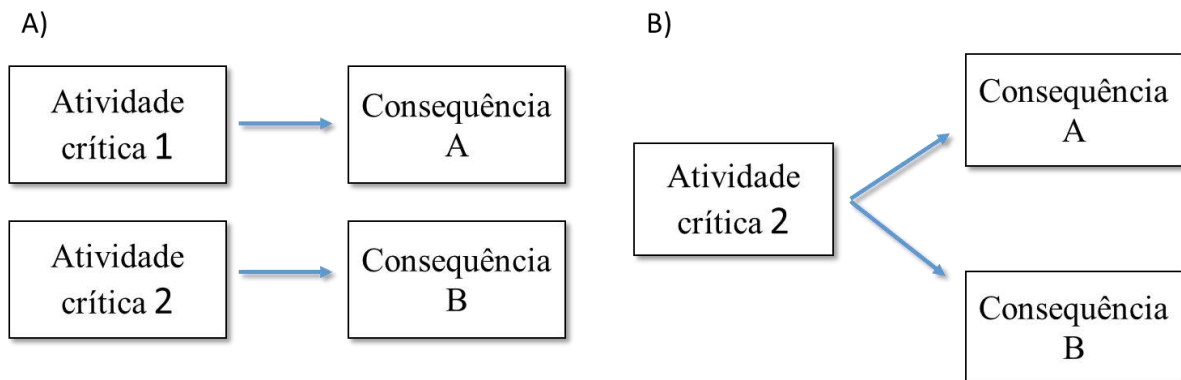 A)
Atividade
crítica 1
Consequência
A
Atividade
crítica 2
Consequência
B
B)
Atividade
crítica 2
Consequência
A
Consequência
B